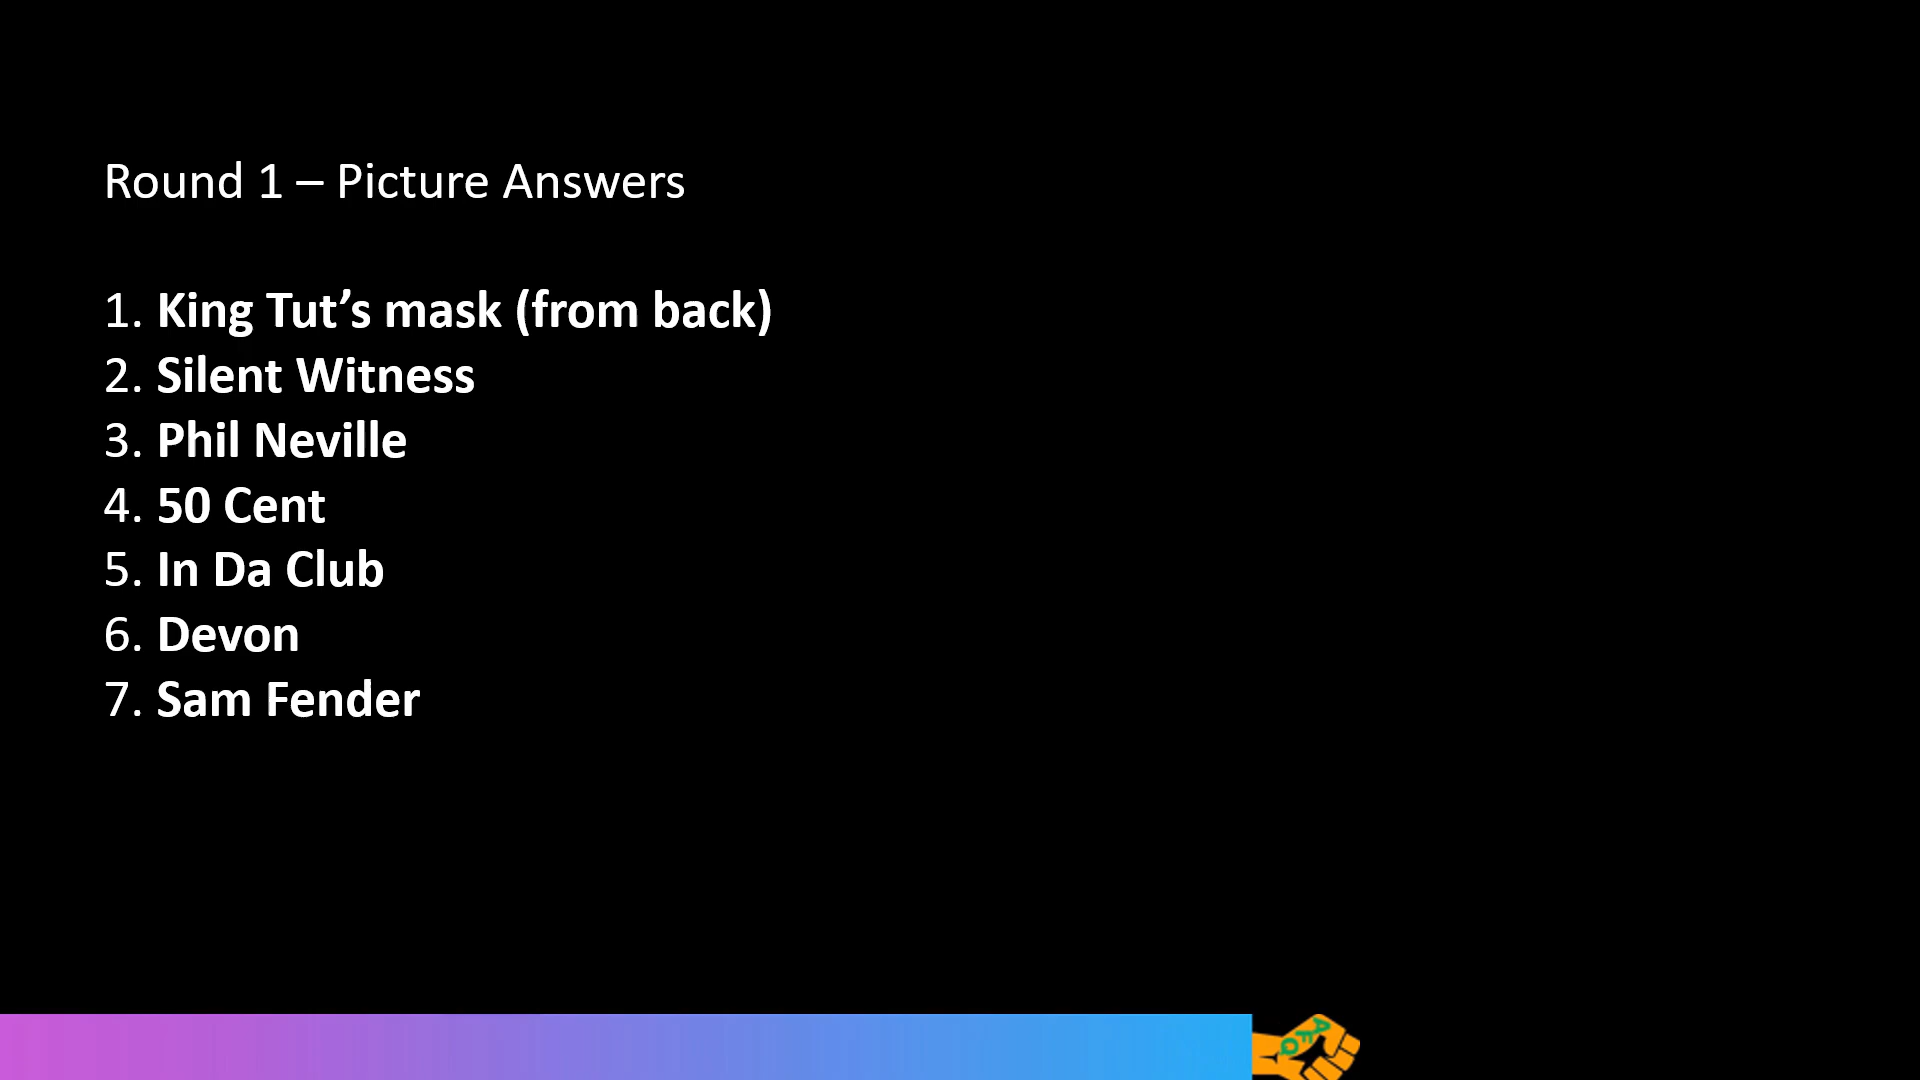 Round 1 – Picture Answers
1. King Tut’s mask (from back)
2. Silent Witness
3. Phil Neville
4. 50 Cent
5. In Da Club
6. Devon
7. Sam Fender
AFQ